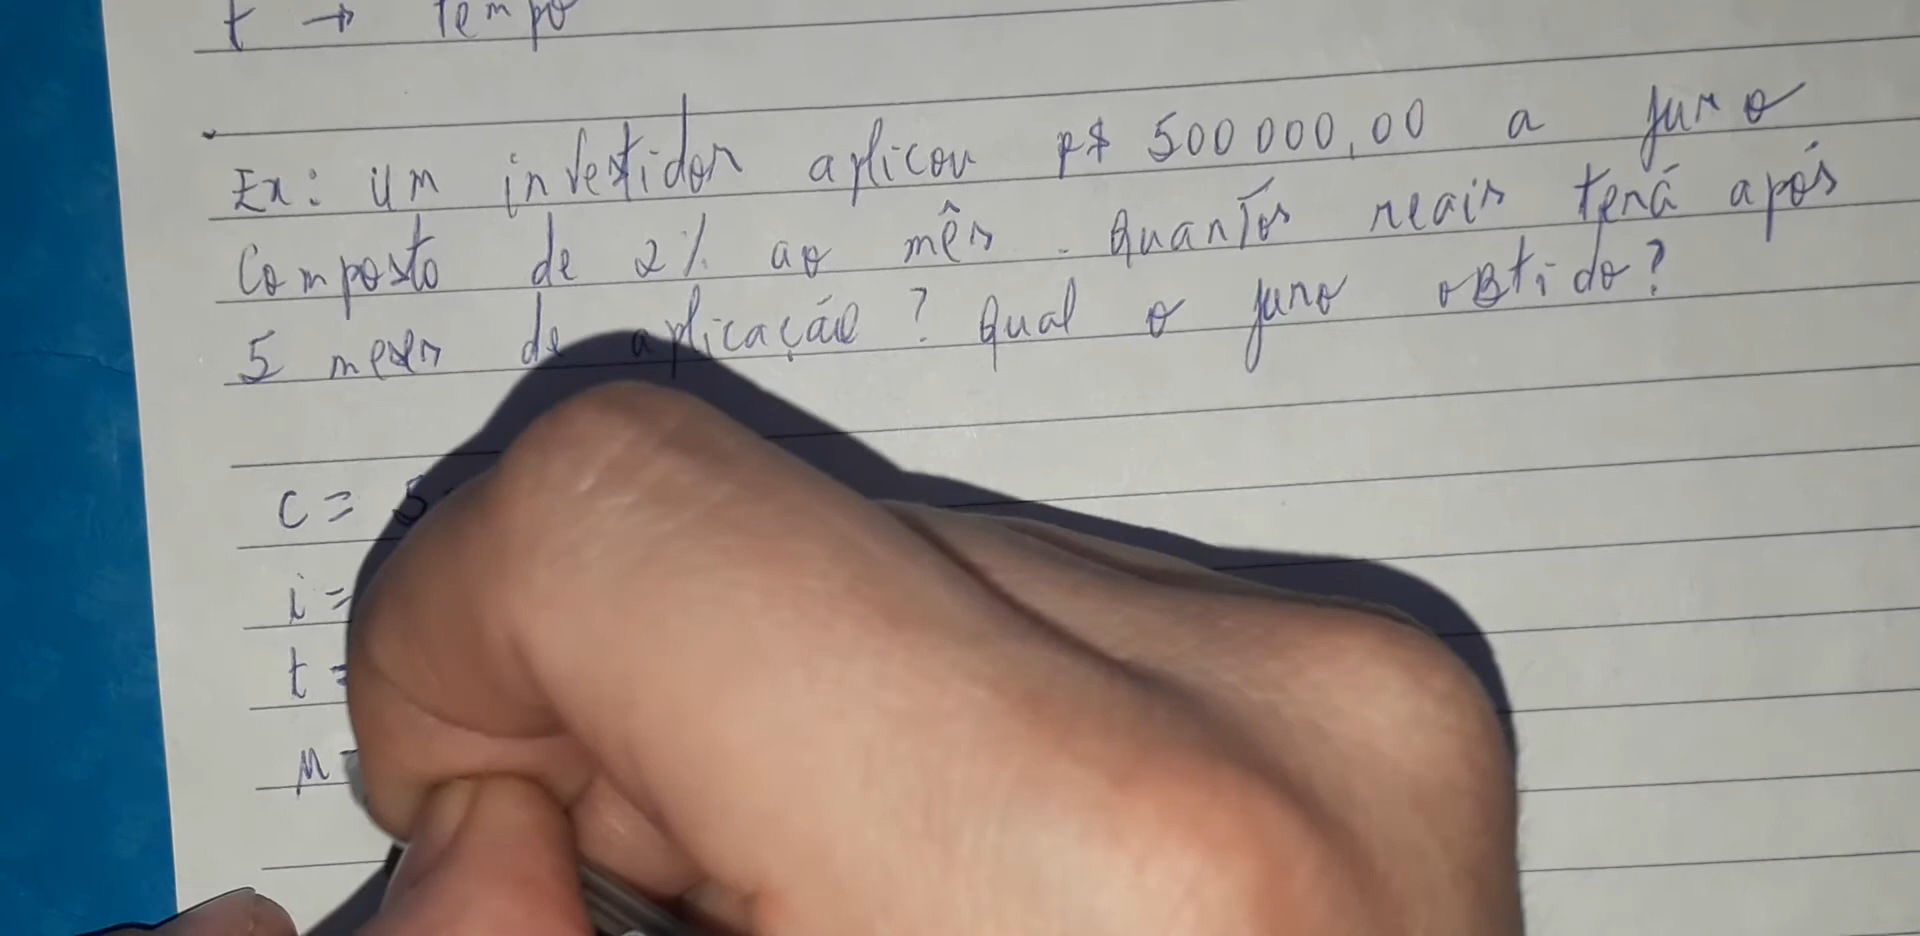 t → Tempo
Ex: Um investidor aplicou R$ 500 000,00 a juro
Composto de 2% ao mês. Quantos reais terá após
5 meses de aplicação? Qual o juro obtido?
C = 5
i =
t =
M =